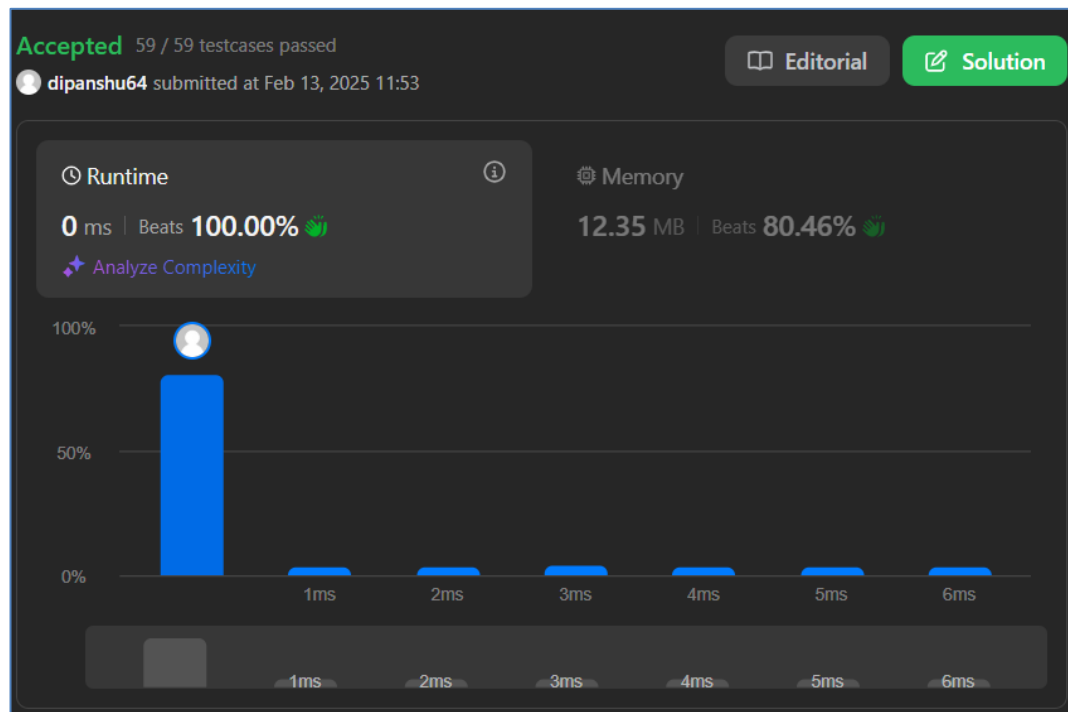 Accepted 59 / 59 testcases passed
Editorial
Solution
dipanshu64 submitted at Feb 13, 2025 11:53
Runtime
0 ms | Beats 100.00%
Analyze Complexity
Memory
12.35 MB | Beats 80.46%
100%
50%
0%
1ms 2ms 3ms 4ms 5ms 6ms
1ms 2ms 3ms 4ms 5ms 6ms